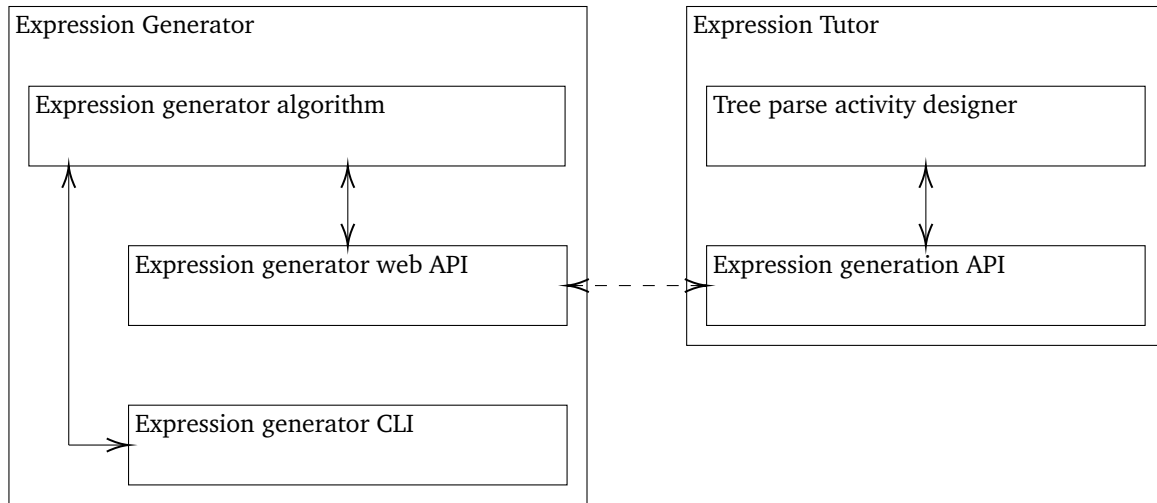 Expression Generator
Expression generator algorithm
Expression generator web API
Expression generator CLI
Expression Tutor
Tree parse activity designer
Expression generation API